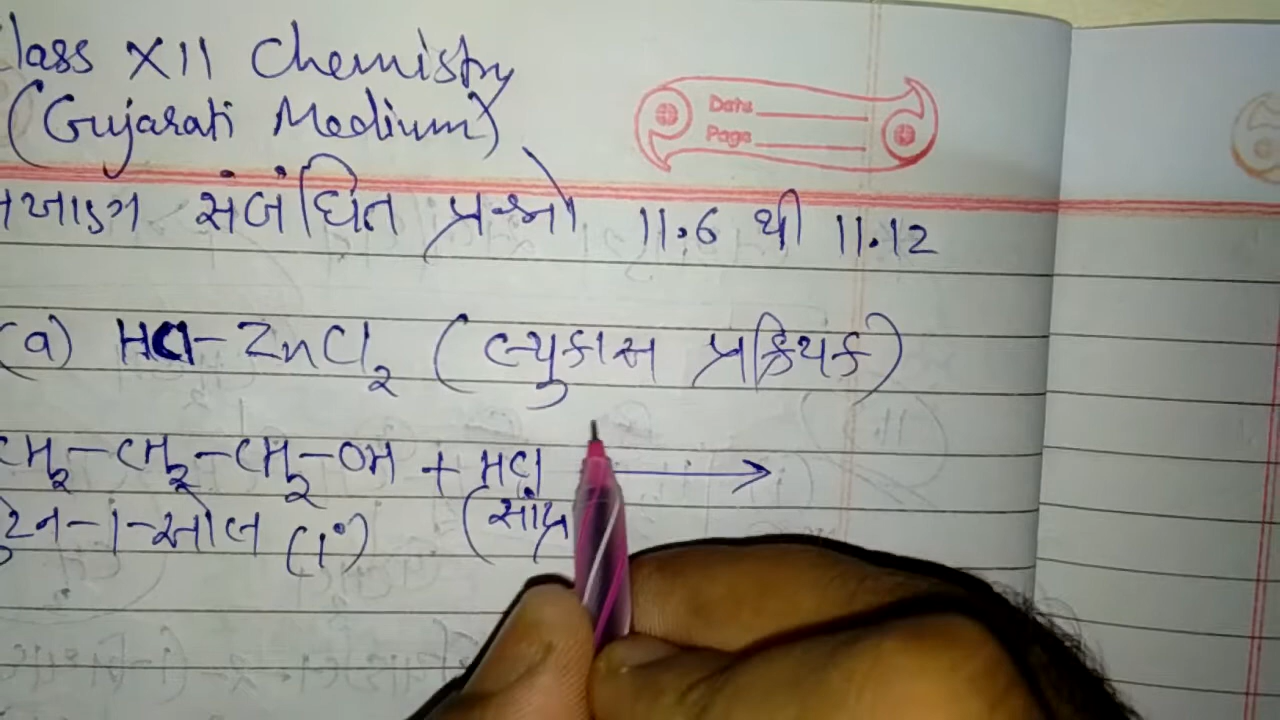 Class XII Chemistry
(Gujarati Medium)
Date
Page
સંબંધિત પ્રશ્નો 11.6 થી 11.12
(a) HCl-ZnCl₂ (લ્યુકાસ પ્રક્રિયક)
CH₂-CH₂-CH₂-OH + HCl ⟶
-1-ઓલ (1°) (સાંદ્ર